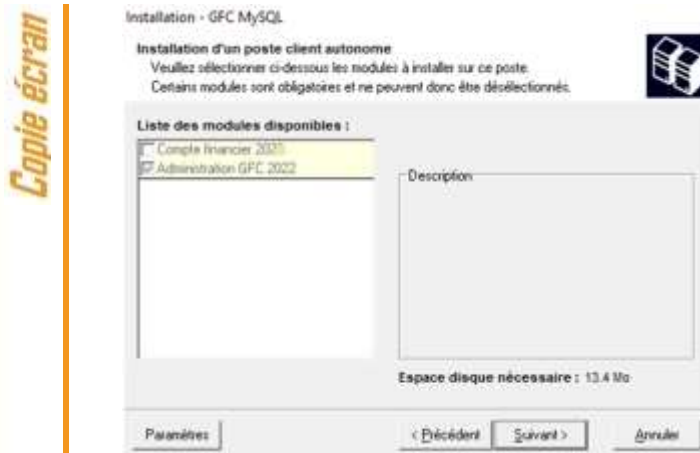 Copie écran
Installation - GFC MySQL
Installation d'un poste client autonome
Veuillez sélectionner ci-dessous les modules à installer sur ce poste.
Certains modules sont obligatoires et ne peuvent donc être désélectionnés.
Liste des modules disponibles :
Compte financier 2021
Administration GFC 2022
Description
Espace disque nécessaire : 13.4 Mo
Paramètres
< Précédent
Suivant >
Annuler